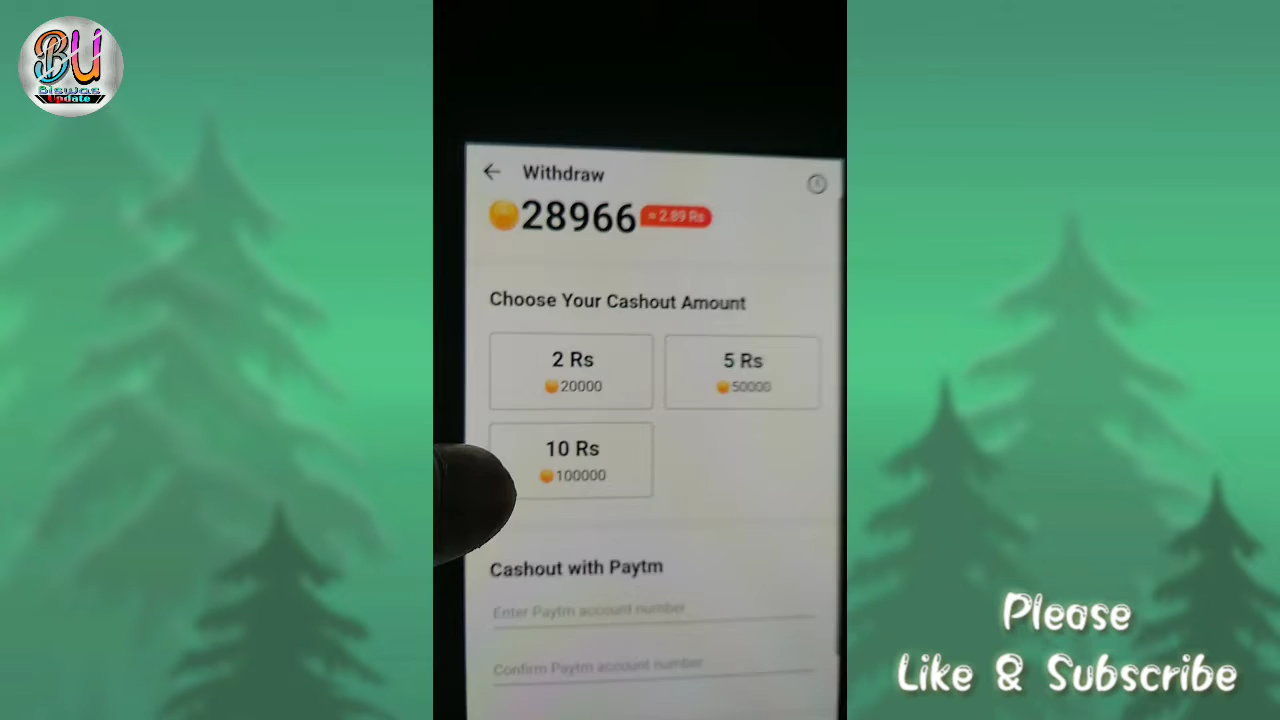 BU
Biswas
Update
Withdraw
28966 ≈ 2.89 Rs
Choose Your Cashout Amount
2 Rs
20000
5 Rs
50000
10 Rs
100000
Cashout with Paytm
Enter Paytm account number
Confirm Paytm account number
Please
Like & Subscribe